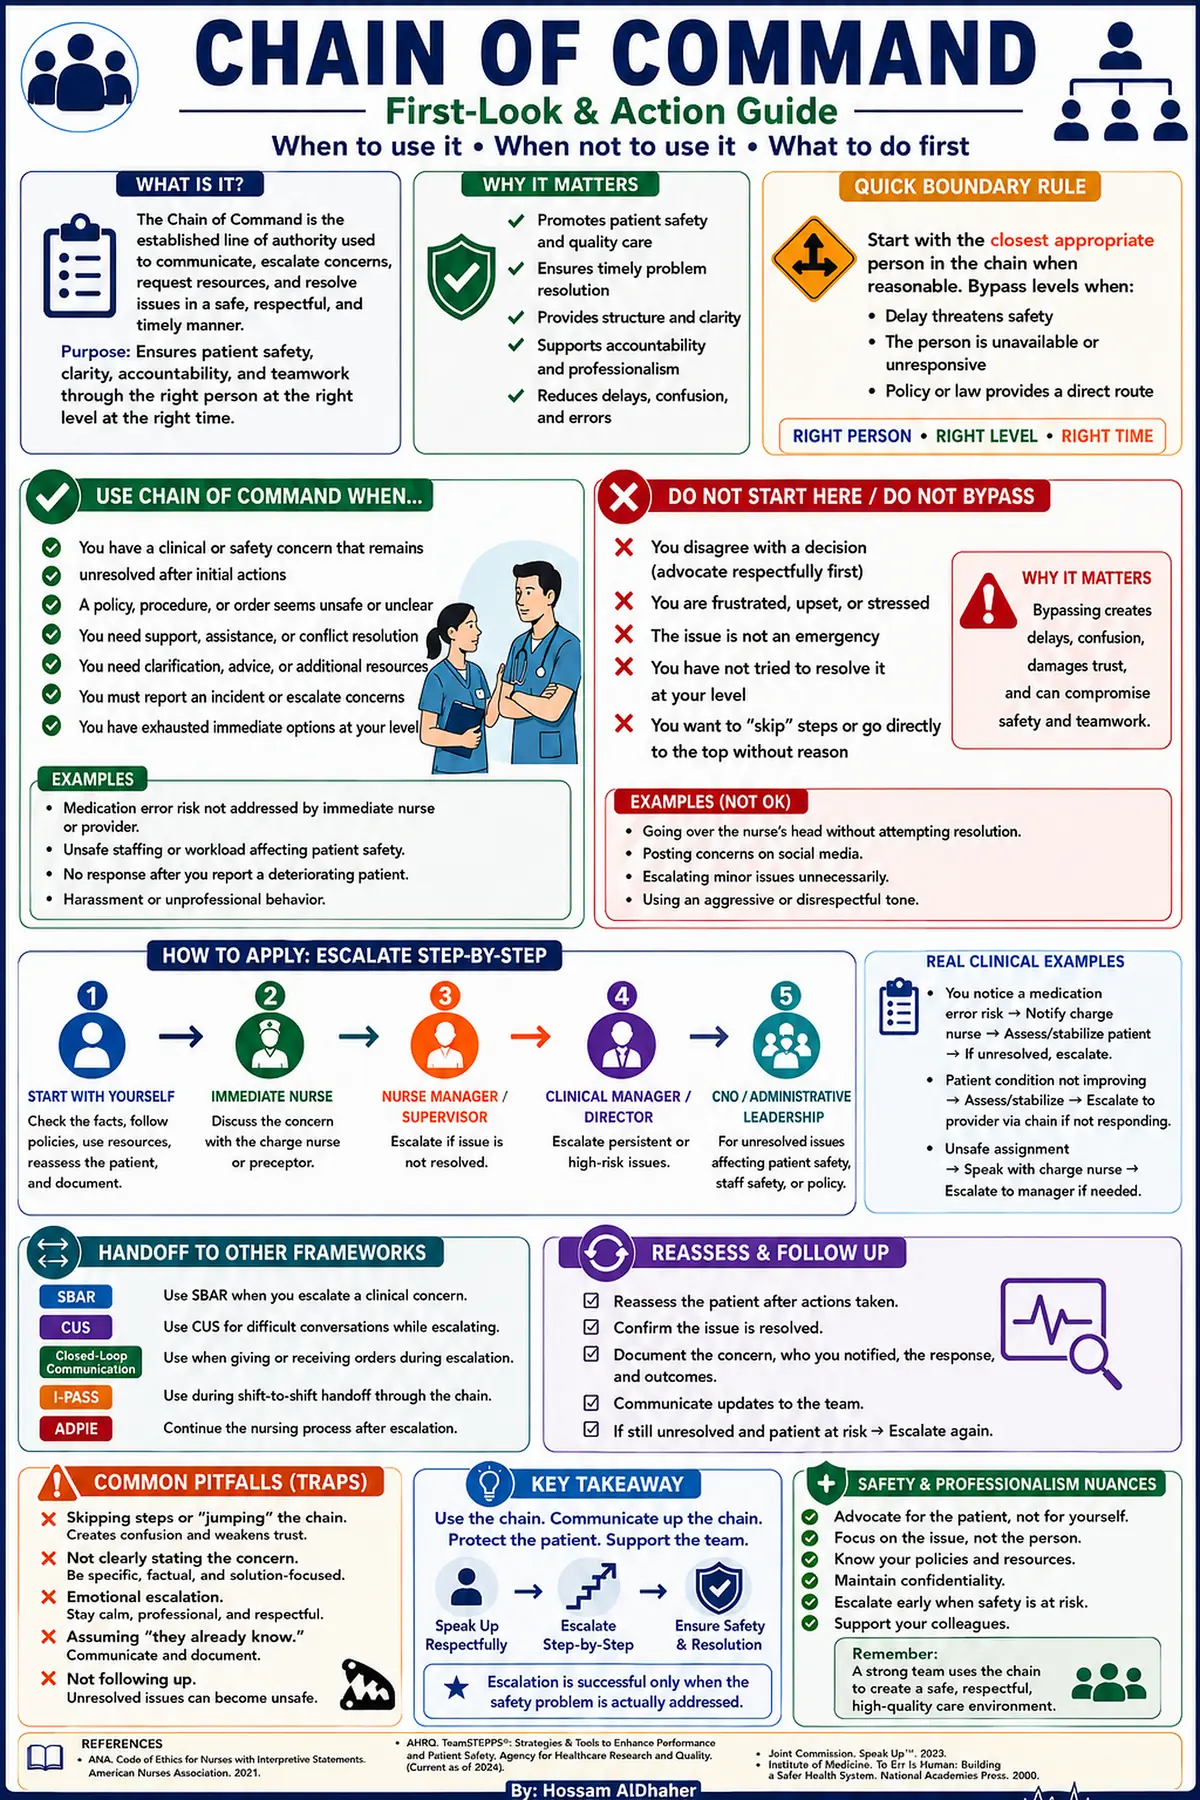 CHAIN OF COMMAND
First-Look & Action Guide
When to use it • When not to use it • What to do first
WHAT IS IT?
The Chain of Command is the
established line of authority used
to communicate, escalate concerns,
request resources, and resolve
issues in a safe, respectful, and
timely manner.
Purpose: Ensures patient safety,
clarity, accountability, and teamwork
through the right person at the right
level at the right time.
WHY IT MATTERS
Promotes patient safety
and quality care
Ensures timely problem
resolution
Provides structure and clarity
Supports accountability
and professionalism
Reduces delays, confusion,
and errors
QUICK BOUNDARY RULE
Start with the closest appropriate
person in the chain when
reasonable. Bypass levels when:
• Delay threatens safety
• The person is unavailable or
unresponsive
• Policy or law provides a direct route
RIGHT PERSON • RIGHT LEVEL • RIGHT TIME
USE CHAIN OF COMMAND WHEN...
You have a clinical or safety concern that remains
unresolved after initial actions
A policy, procedure, or order seems unsafe or unclear
You need support, assistance, or conflict resolution
You need clarification, advice, or additional resources
You must report an incident or escalate concerns
You have exhausted immediate options at your level
EXAMPLES
• Medication error risk not addressed by immediate nurse
or provider.
• Unsafe staffing or workload affecting patient safety.
• No response after you report a deteriorating patient.
• Harassment or unprofessional behavior.
DO NOT START HERE / DO NOT BYPASS
You disagree with a decision
(advocate respectfully first)
You are frustrated, upset, or stressed
The issue is not an emergency
You have not tried to resolve it
at your level
You want to “skip” steps or go directly
to the top without reason
WHY IT MATTERS
Bypassing creates
delays, confusion,
damages trust,
and can compromise
safety and teamwork.
EXAMPLES (NOT OK)
• Going over the nurse's head without attempting resolution.
• Posting concerns on social media.
• Escalating minor issues unnecessarily.
• Using an aggressive or disrespectful tone.
HOW TO APPLY: ESCALATE STEP-BY-STEP
1
START WITH YOURSELF
Check the facts, follow
policies, use resources,
reassess the patient,
and document.
2
IMMEDIATE NURSE
Discuss the concern
with the charge nurse
or preceptor.
3
NURSE MANAGER /
SUPERVISOR
Escalate if issue is
not resolved.
4
CLINICAL MANAGER /
DIRECTOR
Escalate persistent or
high-risk issues.
5
CNO / ADMINISTRATIVE
LEADERSHIP
For unresolved issues
affecting patient safety,
staff safety, or policy.
REAL CLINICAL EXAMPLES
• You notice a medication
error risk → Notify charge
nurse → Assess/stabilize patient
→ If unresolved, escalate.
• Patient condition not improving
→ Assess/stabilize → Escalate to
provider via chain if not responding.
• Unsafe assignment
→ Speak with charge nurse →
Escalate to manager if needed.
HANDOFF TO OTHER FRAMEWORKS
SBAR Use SBAR when you escalate a clinical concern.
CUS Use CUS for difficult conversations while escalating.
Closed-Loop
Communication
Use when giving or receiving orders during escalation.
I-PASS Use during shift-to-shift handoff through the chain.
ADPIE Continue the nursing process after escalation.
REASSESS & FOLLOW UP
Reassess the patient after actions taken.
Confirm the issue is resolved.
Document the concern, who you notified, the response,
and outcomes.
Communicate updates to the team.
If still unresolved and patient at risk → Escalate again.
COMMON PITFALLS (TRAPS)
Skipping steps or “jumping” the chain.
Creates confusion and weakens trust.
Not clearly stating the concern.
Be specific, factual, and solution-focused.
Emotional escalation.
Stay calm, professional, and respectful.
Assuming “they already know.”
Communicate and document.
Not following up.
Unresolved issues can become unsafe.
KEY TAKEAWAY
Use the chain. Communicate up the chain.
Protect the patient. Support the team.
Speak Up
Respectfully
Escalate
Step-by-Step
Ensure Safety
& Resolution
Escalation is successful only when the
safety problem is actually addressed.
SAFETY & PROFESSIONALISM NUANCES
Advocate for the patient, not for yourself.
Focus on the issue, not the person.
Know your policies and resources.
Maintain confidentiality.
Escalate early when safety is at risk.
Support your colleagues.
Remember:
A strong team uses the chain
to create a safe, respectful,
high-quality care environment.
REFERENCES
• ANA. Code of Ethics for Nurses with Interpretive Statements.
American Nurses Association. 2021.
• AHRQ. TeamSTEPPS®: Strategies & Tools to Enhance Performance
and Patient Safety. Agency for Healthcare Research and Quality.
(Current as of 2024).
• Joint Commission. Speak Up™. 2023.
• Institute of Medicine. To Err Is Human: Building
a Safer Health System. National Academies Press. 2000.
By: Hossam AlDhaher